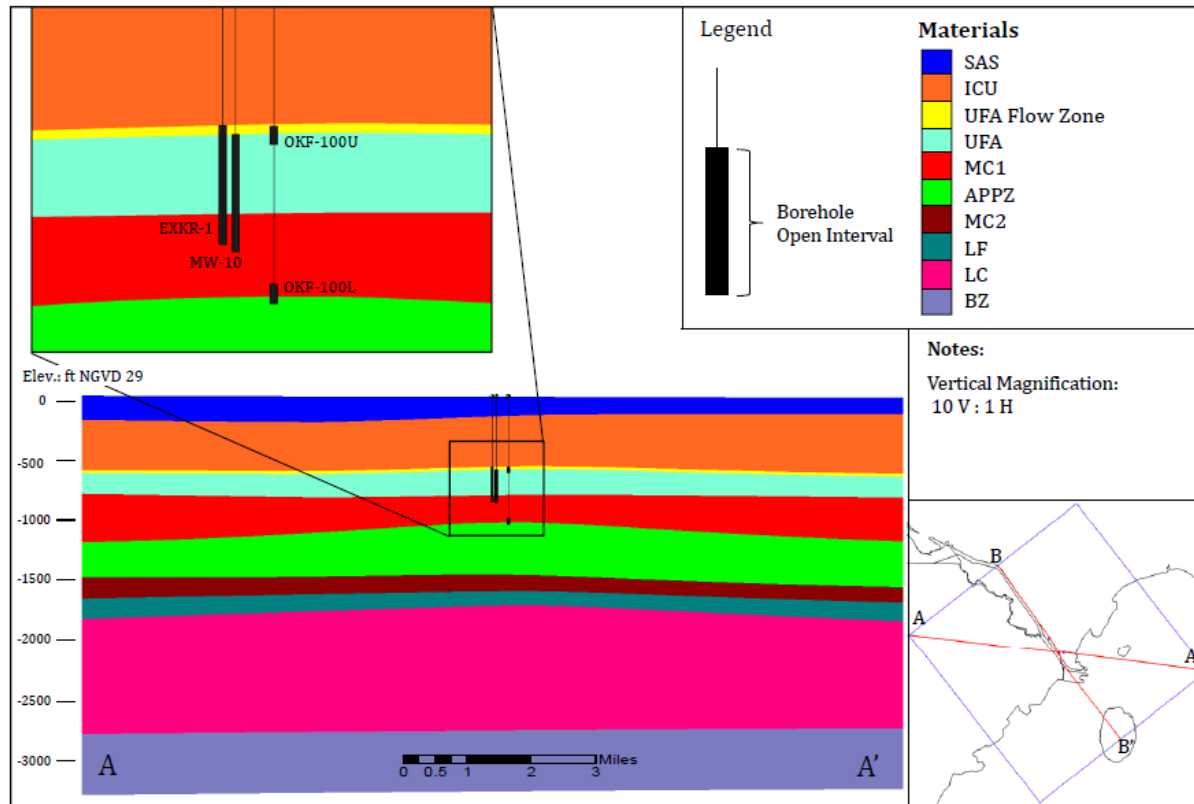 OKF-100U
EXKR-1
MW-10
OKF-100L
Legend
Borehole
Open Interval
Materials
SAS
ICU
UFA Flow Zone
UFA
MC1
APPZ
MC2
LF
LC
BZ
Notes:
Vertical Magnification:
10 V : 1 H
Elev.: ft NGVD 29
0
-500
-1000
-1500
-2000
-2500
-3000
A
0 0.5 1 2 3 Miles
A'
B
A
A
B'